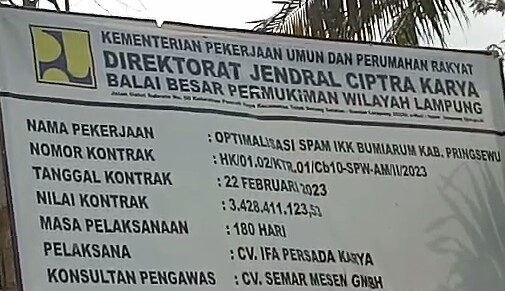 KEMENTERIAN PEKERJAAN UMUN DAN PERUMAHAN RAKYAT
DIREKTORAT JENDRAL CIPTRA KARYA
BALAI BESAR PERMUKIMAN WILAYAH LAMPUNG
NAMA PEKERJAAN : OPTIMALISASI SPAM IKK BUMIARUM KAB. PRINGSEWU
NOMOR KONTRAK : HK/01.02/KTR.01/Cb10-SPW-AM/II/2023
TANGGAL KONTRAK : 22 FEBRUARI 2023
NILAI KONTRAK : 3.428.411.123,53
MASA PELAKSANAAN : 180 HARI
PELAKSANA : CV. IFA PERSADA KARYA
KONSULTAN PENGAWAS : CV. SEMAR MESEN GNBH